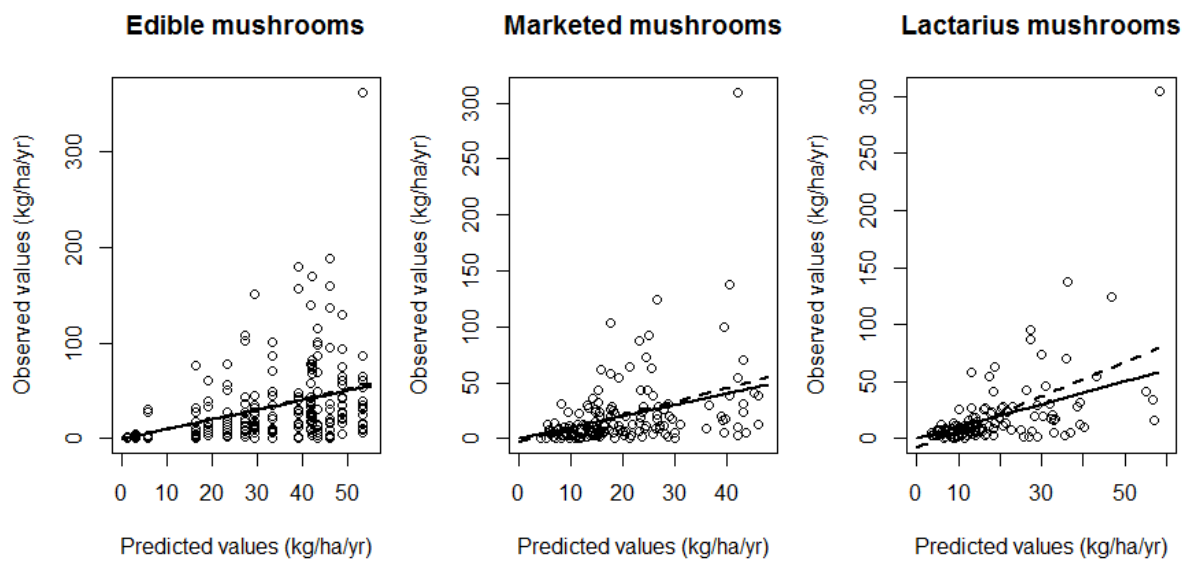 Edible mushrooms
Observed values (kg/ha/yr)
300
200
100
0
0 10 20 30 40 50
Predicted values (kg/ha/yr)
Marketed mushrooms
Observed values (kg/ha/yr)
300
250
200
150
100
50
0
0 10 20 30 40
Predicted values (kg/ha/yr)
Lactarius mushrooms
Observed values (kg/ha/yr)
300
250
200
150
100
50
0
0 10 30 50
Predicted values (kg/ha/yr)